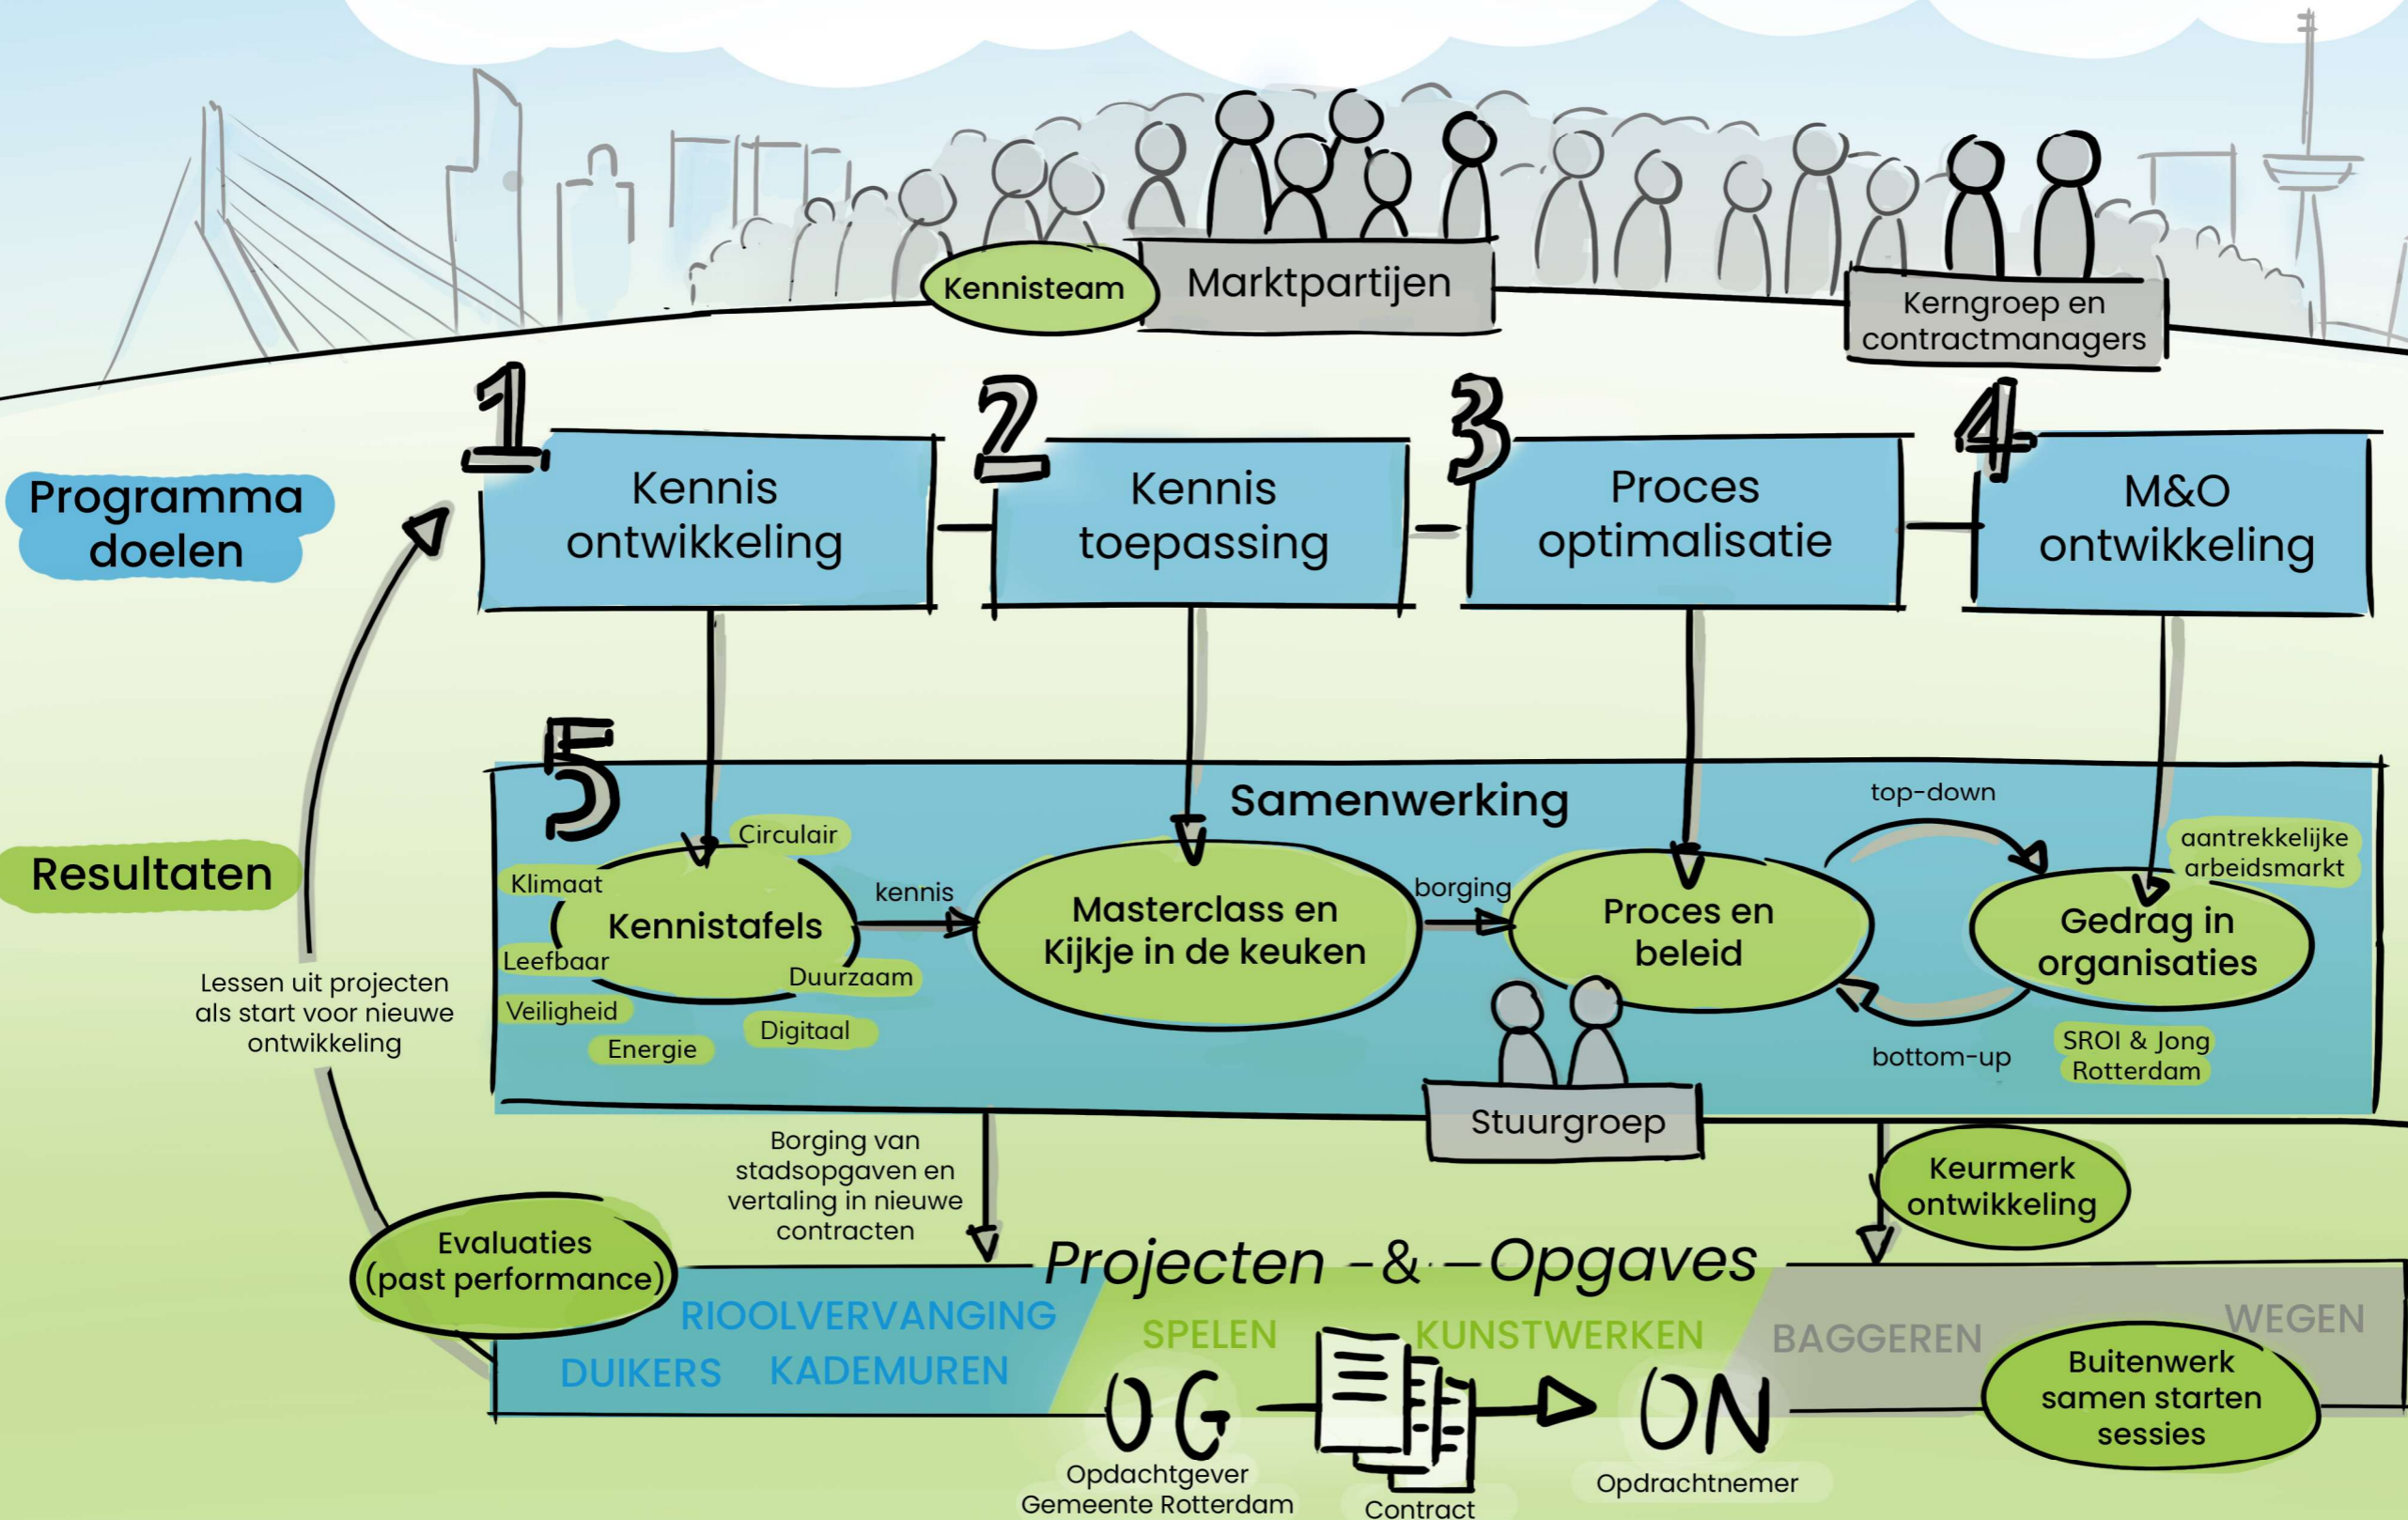 Kennisteam
Marktpartijen
Kerngroep en
contractmanagers
Programma
doelen
1
Kennis
ontwikkeling
2
Kennis
toepassing
3
Proces
optimalisatie
4
M&O
ontwikkeling
Resultaten
5
Samenwerking
Circulair
Klimaat
Kennistafels
Leefbaar
Duurzaam
Veiligheid
Digitaal
Energie
kennis
Masterclass en
Kijkje in de keuken
borging
Proces en
beleid
top-down
bottom-up
aantrekkelijke
arbeidsmarkt
Gedrag in
organisaties
SROI & Jong
Rotterdam
Stuurgroep
Lessen uit projecten
als start voor nieuwe
ontwikkeling
Borging van
stadsopgaven en
vertaling in nieuwe
contracten
Keurmerk
ontwikkeling
Evaluaties
(past performance)
Projecten & Opgaves
RIOOLVERVANGING
DUIKERS KADEMUREN
SPELEN KUNSTWERKEN
BAGGEREN
WEGEN
Buitenwerk
samen starten
sessies
OG
Opdachtgever
Gemeente Rotterdam
Contract
ON
Opdrachtnemer